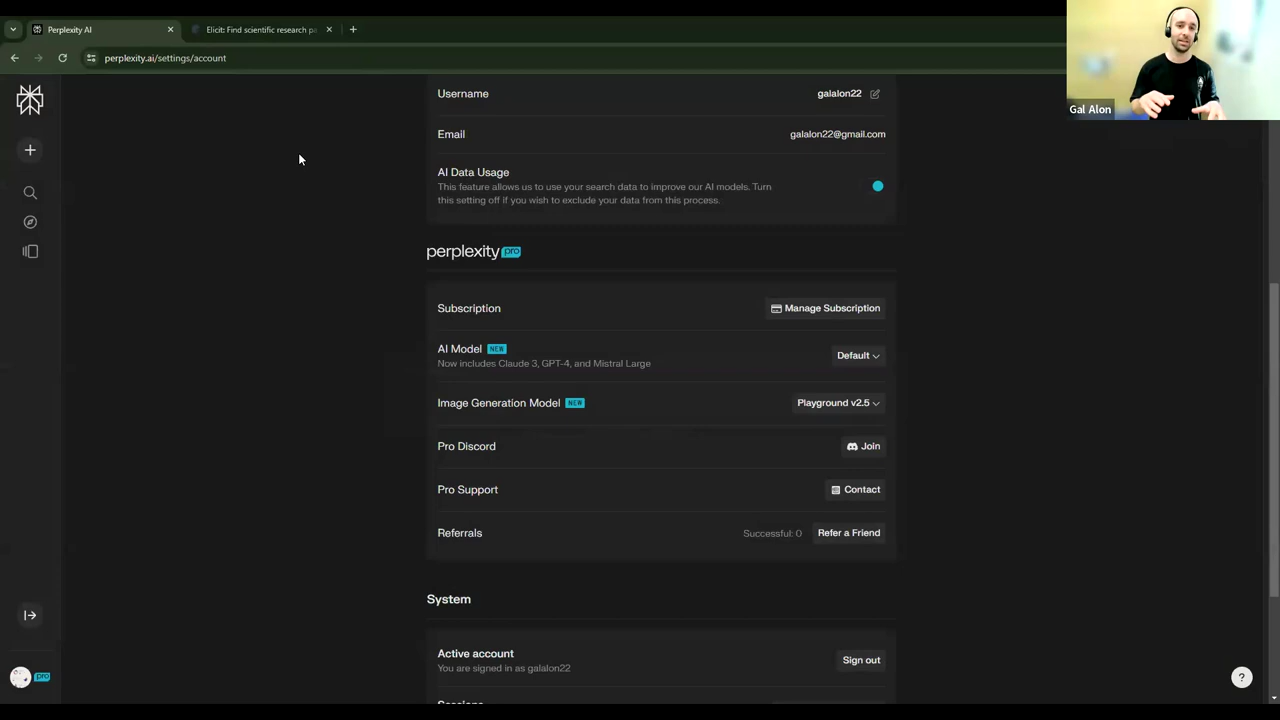 Perplexity AI
Elicit: Find scientific research pa
perplexity.ai/settings/account
Gal Alon
Username
galalon22
Email
galalon22@gmail.com
AI Data Usage
This feature allows us to use your search data to improve our AI models. Turn
this setting off if you wish to exclude your data from this process.
perplexity pro
Subscription
Manage Subscription
AI Model NEW
Now includes Claude 3, GPT-4, and Mistral Large
Default
Image Generation Model NEW
Playground v2.5
Pro Discord
Join
Pro Support
Contact
Referrals
Successful: 0
Refer a Friend
System
Active account
You are signed in as galalon22
Sign out
Sessions
pro
?